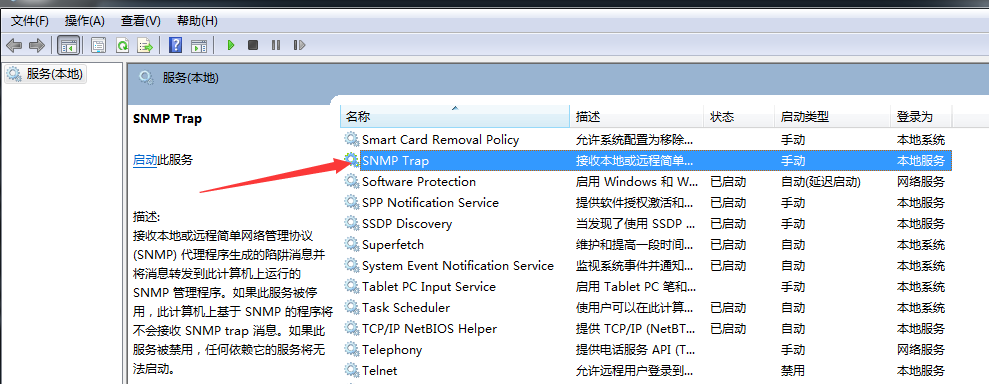 文件(F) 操作(A) 查看(V) 帮助(H)
服务(本地)
服务(本地)
SNMP Trap
启动此服务
描述:
接收本地或远程简单网络管理协议
(SNMP) 代理程序生成的陷阱消息并
将消息转发到此计算机上运行的
SNMP 管理程序。如果此服务被停
用，此计算机上基于 SNMP 的程序将
不会接收 SNMP trap 消息。如果此
服务被禁用，任何依赖它的服务将无
法启动。
名称 描述 状态 启动类型 登录为
Smart Card Removal Policy 允许系统配置为移除... 手动 本地系统
SNMP Trap 接收本地或远程简单... 手动 本地服务
Software Protection 启用 Windows 和 W... 已启动 自动(延迟启动) 网络服务
SPP Notification Service 提供软件授权激活和... 已启动 手动 本地服务
SSDP Discovery 当发现了使用 SSDP ... 已启动 手动 本地服务
Superfetch 维护和提高一段时间... 已启动 自动 本地系统
System Event Notification Service 监视系统事件并通知... 已启动 自动 本地系统
Tablet PC Input Service 启用 Tablet PC 笔和... 手动 本地系统
Task Scheduler 使用户可以在此计算... 已启动 自动 本地系统
TCP/IP NetBIOS Helper 提供 TCP/IP (NetBT... 已启动 自动 本地服务
Telephony 提供电话服务 API (T... 手动 网络服务
Telnet 允许远程用户登录到... 禁用 本地服务